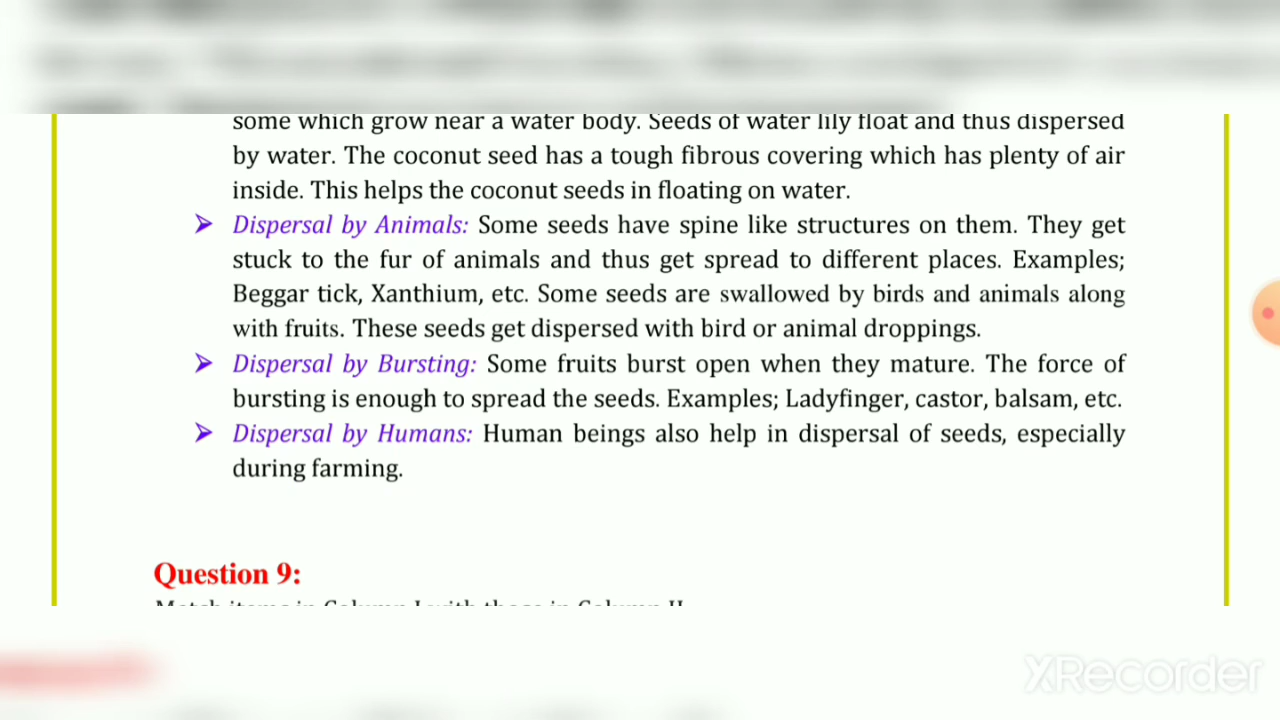 some which grow near a water body. Seeds of water lily float and thus dispersed
by water. The coconut seed has a tough fibrous covering which has plenty of air
inside. This helps the coconut seeds in floating on water.
➢ Dispersal by Animals: Some seeds have spine like structures on them. They get
stuck to the fur of animals and thus get spread to different places. Examples;
Beggar tick, Xanthium, etc. Some seeds are swallowed by birds and animals along
with fruits. These seeds get dispersed with bird or animal droppings.
➢ Dispersal by Bursting: Some fruits burst open when they mature. The force of
bursting is enough to spread the seeds. Examples; Ladyfinger, castor, balsam, etc.
➢ Dispersal by Humans: Human beings also help in dispersal of seeds, especially
during farming.
Question 9:
Match items in Column I with those in Column II
XRecorder